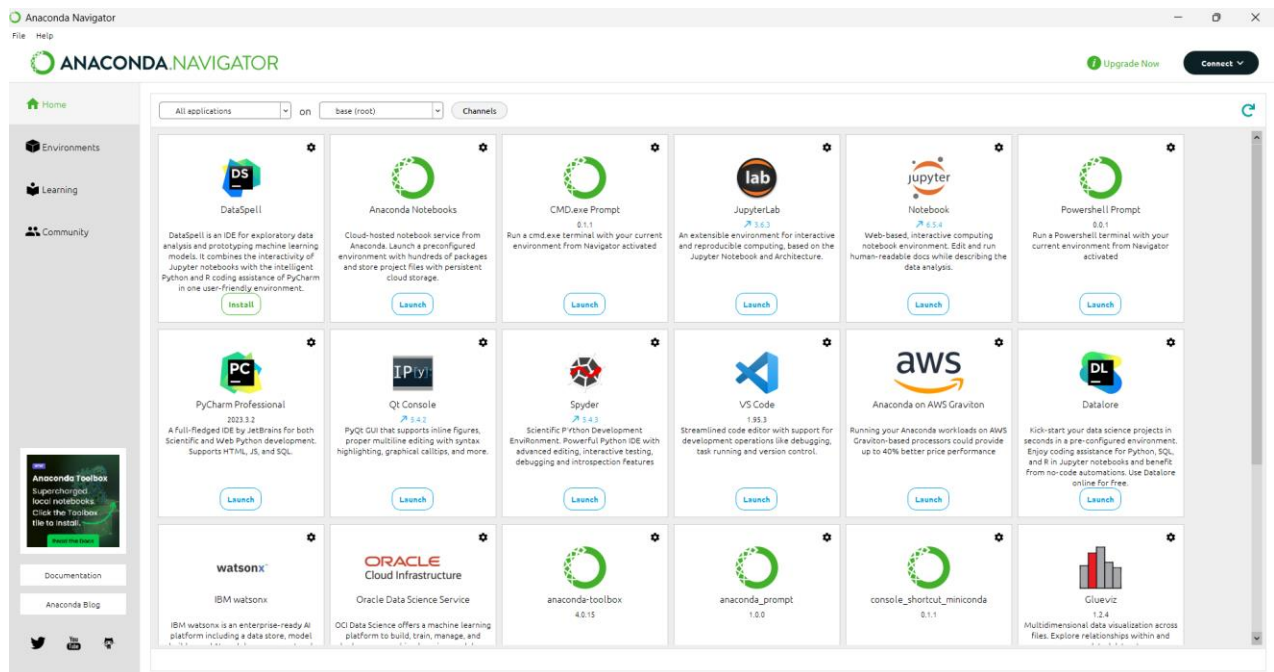 Anaconda Navigator
File Help
ANACONDA.NAVIGATOR
Upgrade Now
Connect
Home
Environments
Learning
Community
All applications
on
base (root)
Channels
DS
DataSpell
DataSpell is an IDE for exploratory data
analysis and prototyping machine learning
models. It combines the interactivity of
Jupyter notebooks with the intelligent
Python and R coding assistance of PyCharm
in one user-friendly environment.
Install
Anaconda Notebooks
Cloud-hosted notebook service from
Anaconda. Launch a preconfigured
environment with hundreds of packages
and store project files with persistent
cloud storage.
Launch
CMD.exe Prompt
0.1.1
Run a cmd.exe terminal with your current
environment from Navigator activated
Launch
lab
JupyterLab
3.6.3
An extensible environment for interactive
and reproducible computing, based on the
Jupyter Notebook and Architecture.
Launch
jupyter
Notebook
6.5.4
Web-based, interactive computing
notebook environment. Edit and run
human-readable docs while describing the
data analysis.
Launch
Powershell Prompt
0.0.1
Run a Powershell terminal with your
current environment from Navigator
activated
Launch
PC
PyCharm Professional
2023.3.2
A full-fledged IDE by JetBrains for both
Scientific and Web Python development.
Supports HTML, JS, and SQL.
Launch
IP[y]:
Qt Console
5.4.2
PyQt GUI that supports inline figures,
proper multiline editing with syntax
highlighting, graphical calltips, and more.
Launch
Spyder
5.4.3
Scientific PYthon Development
EnviRonment. Powerful Python IDE with
advanced editing, interactive testing,
debugging and introspection features
Launch
VS Code
1.95.3
Streamlined code editor with support for
development operations like debugging,
task running and version control.
Launch
aws
Anaconda on AWS Graviton
Running your Anaconda workloads on AWS
Graviton-based processors could provide
up to 40% better price performance
Launch
DL
Datalore
Kick-start your data science projects in
seconds in a pre-configured environment.
Enjoy coding assistance for Python, SQL,
and R in Jupyter notebooks and benefit
from no-code automations. Use Datalore
online for free.
Launch
watsonx
IBM watsonx
IBM watsonx is an enterprise-ready AI
platform including a data store, model
ORACLE
Cloud Infrastructure
Oracle Data Science Service
OCI Data Science offers a machine learning
platform to build, train, manage, and
anaconda-toolbox
4.0.15
anaconda_prompt
1.0.0
console_shortcut_miniconda
0.1.1
Glueviz
1.2.4
Multidimensional data visualization across
files. Explore relationships within and
NEW
Anaconda Toolbox
Supercharged
local notebooks.
Click the Toolbox
tile to install.
Read the Docs
Documentation
Anaconda Blog
You
Tube